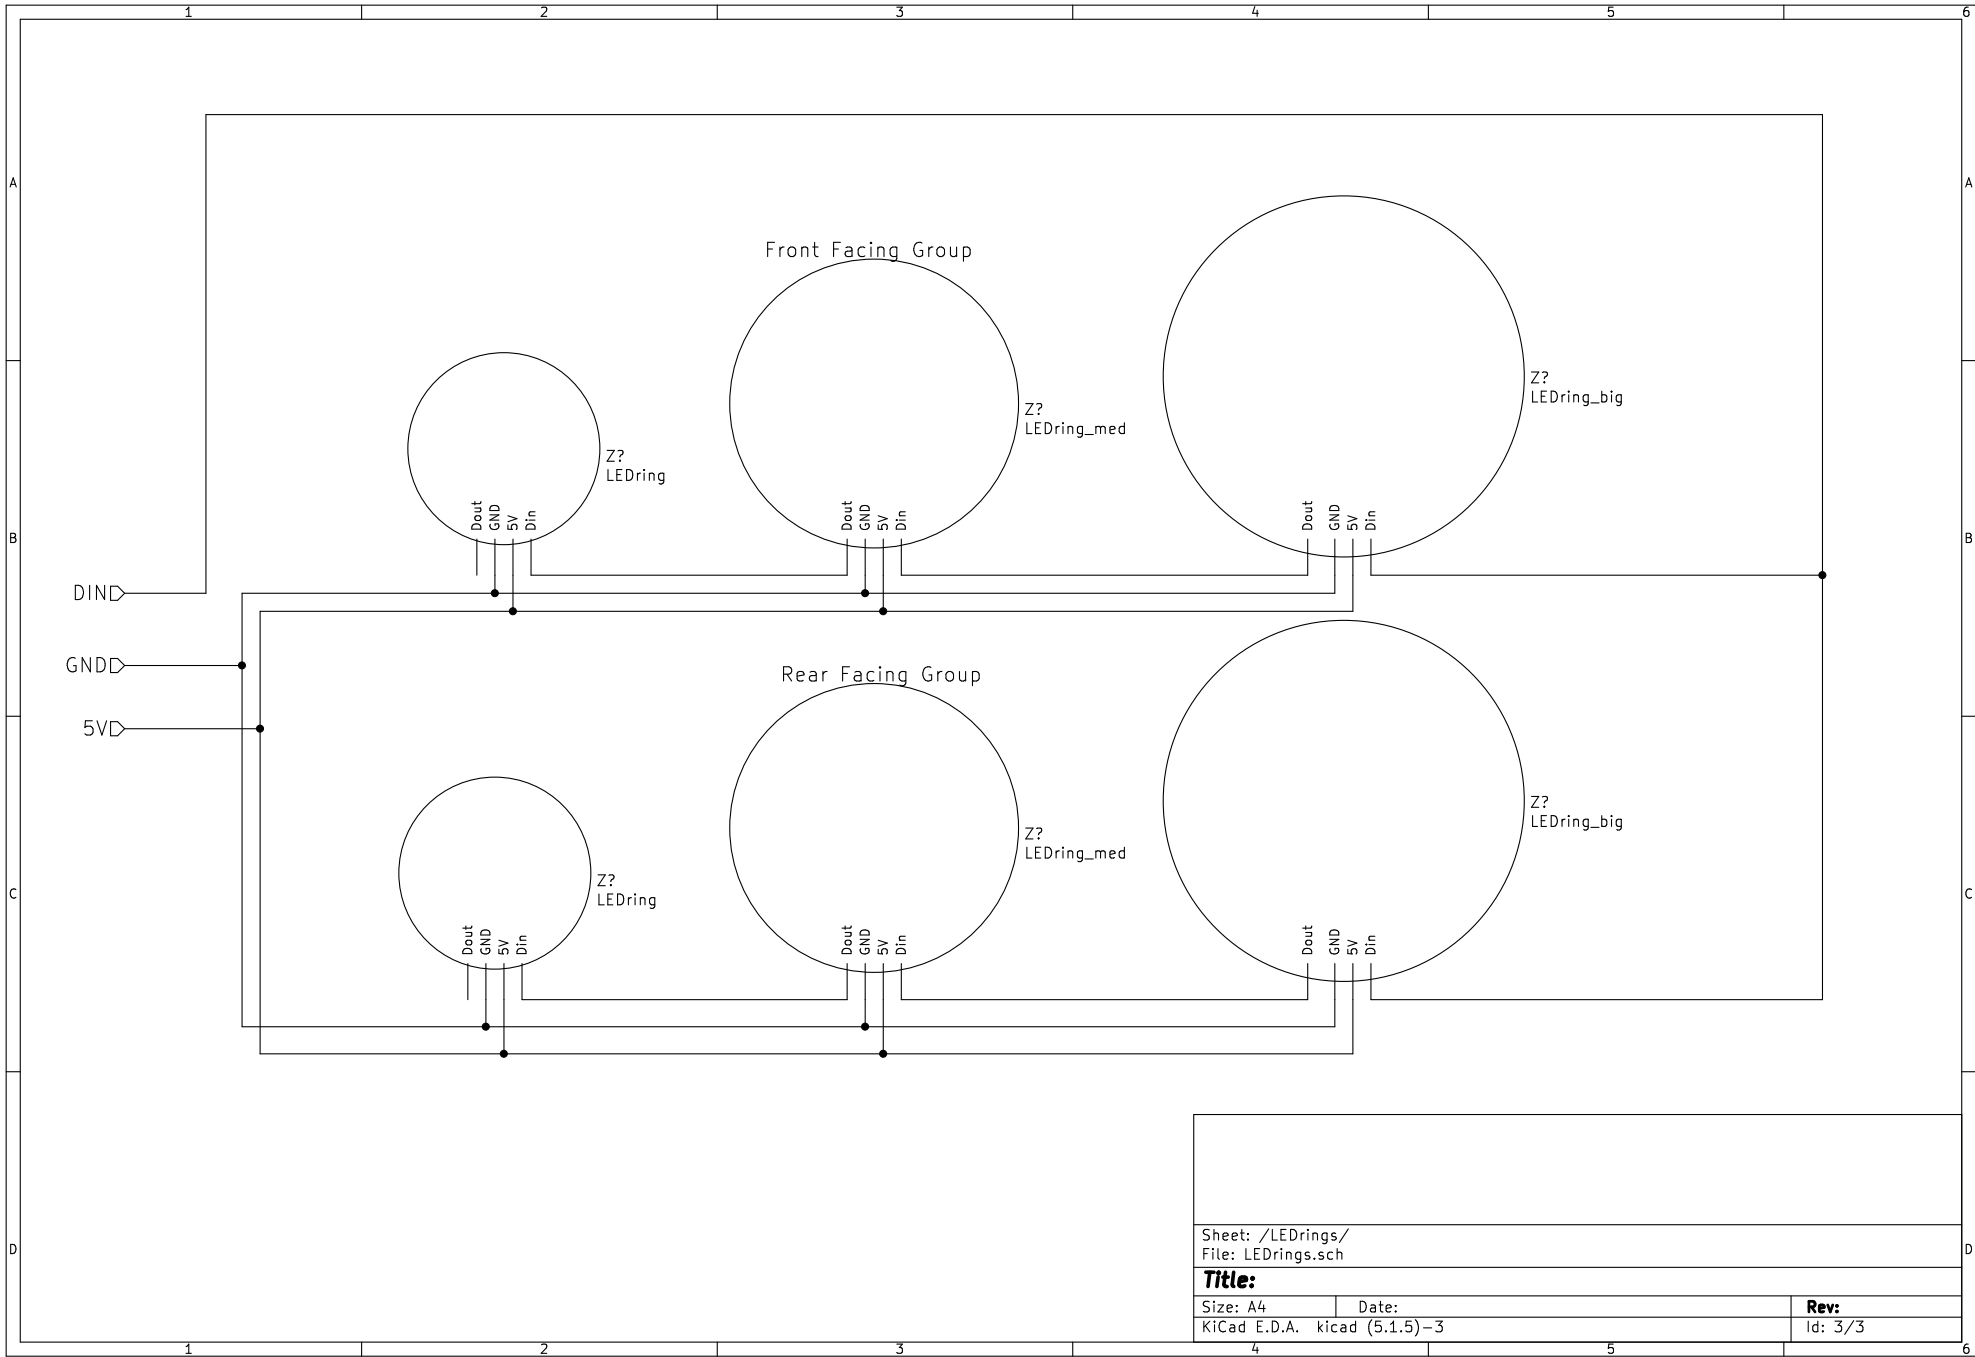 1 2 3 4 5 6
A A
Front Facing Group
Z?
LEDring_big
Z?
LEDring_med
Z?
LEDring
Dout GND 5V Din
Dout GND 5V Din
Dout GND 5V Din
B B
DIN
GND
Rear Facing Group
5V
Z?
LEDring_big
Z?
LEDring_med
Z?
LEDring
C C
Dout GND 5V Din
Dout GND 5V Din
Dout GND 5V Din
Sheet: /LEDrings/
File: LEDrings.sch
D D
Title:
Size: A4 Date: Rev:
KiCad E.D.A. kicad (5.1.5)-3 Id: 3/3
1 2 3 4 5 6